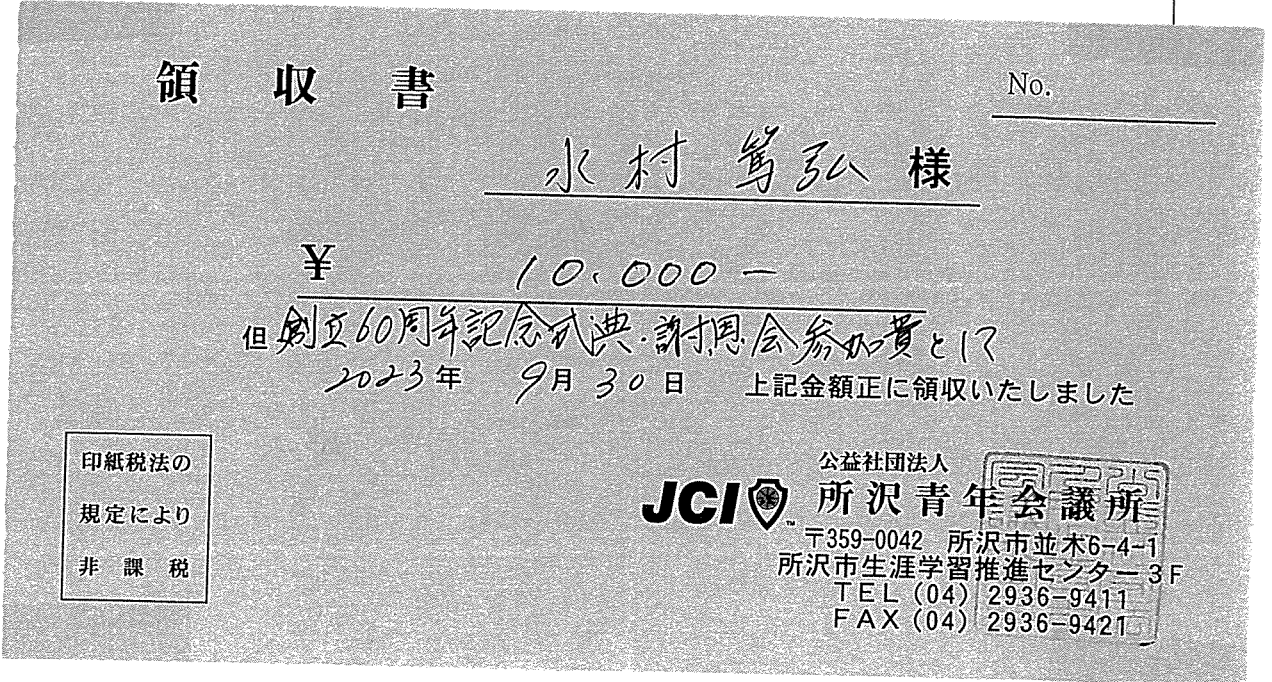 領収書
No.
水村 篤弘 様
¥ 10,000-
但 創立60周年記念式典・謝恩会参加費として
2023年 9月30日 上記金額正に領収いたしました
印紙税法の
規定により
非課税
公益社団法人
JCI 所沢青年会議所
〒359-0042 所沢市並木6-4-1
所沢市生涯学習推進センター3F
TEL (04) 2936-9411
FAX (04) 2936-9421